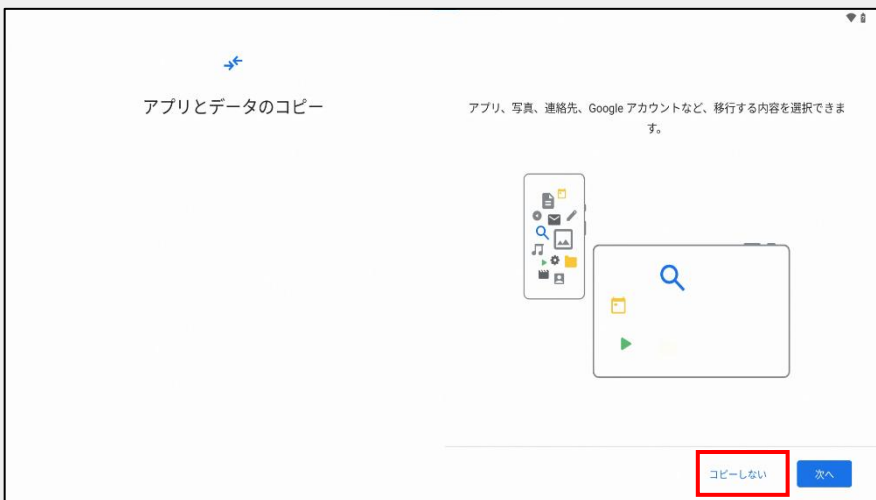 アプリとデータのコピー
アプリ、写真、連絡先、Google アカウントなど、移行する内容を選択できま
す。
コピーしない
次へ